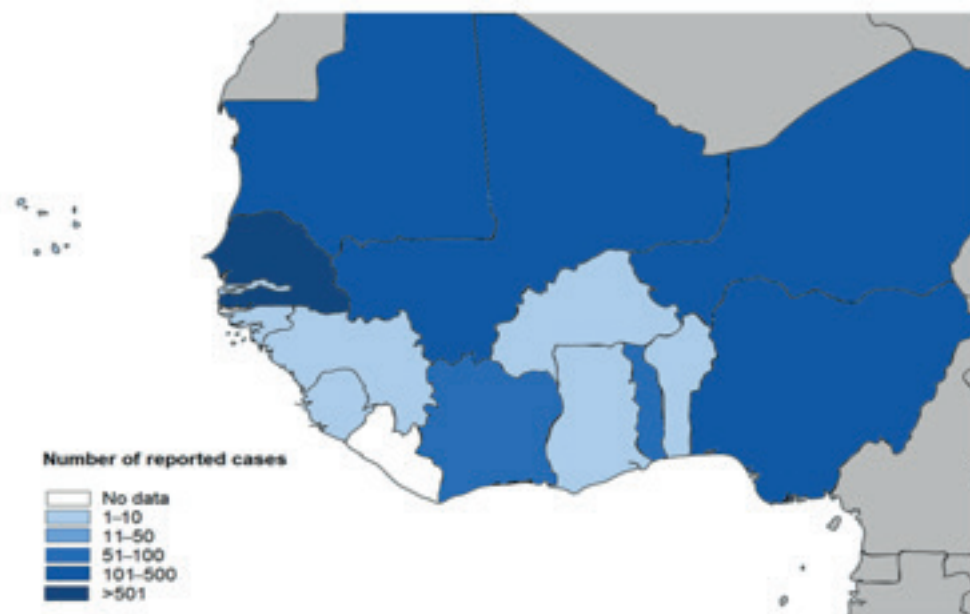 Number of reported cases
No data
1–10
11–50
51–100
101–500
>501